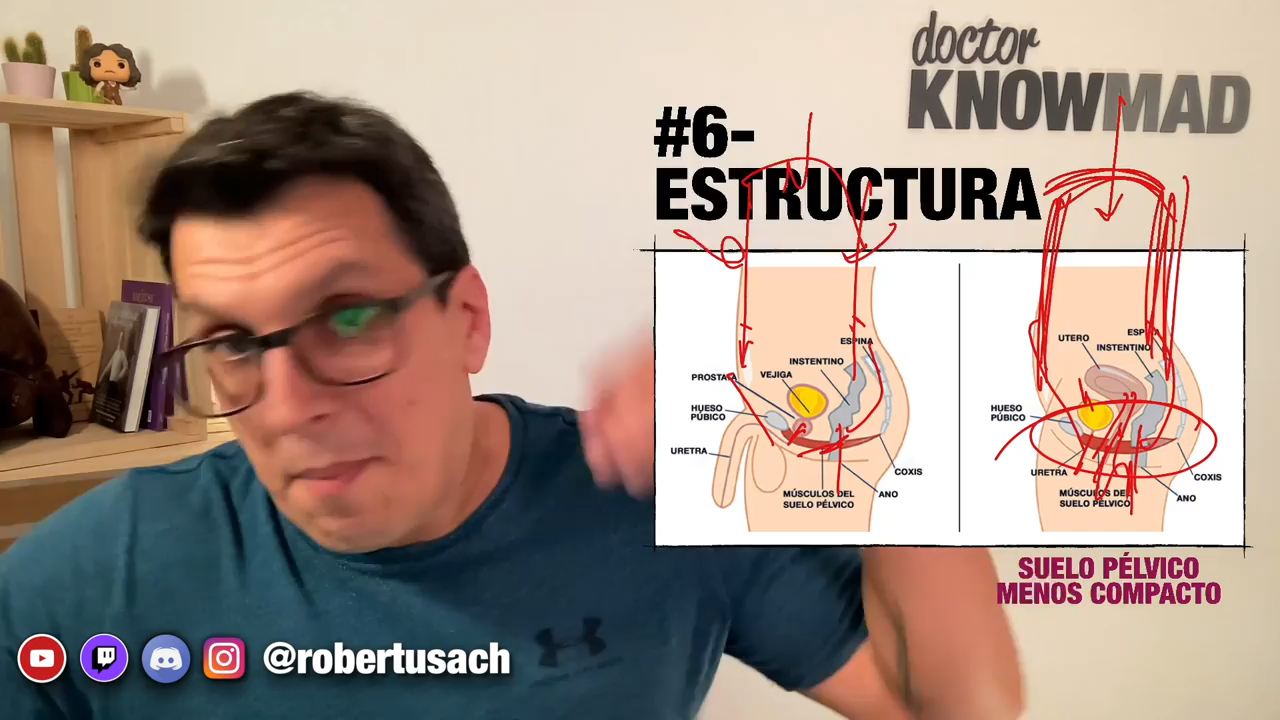 doctor
KNOWMAD
#6-
ESTRUCTURA
ESPINA
INSTENTINO
VEJIGA
PROSTATA
HUESO
PÚBICO
URETRA
COXIS
ANO
MÚSCULOS DEL
SUELO PÉLVICO
UTERO
INSTENTINO
HUESO
PÚBICO
URETRA
COXIS
ANO
MÚSCULOS DEL
SUELO PÉLVICO
SUELO PÉLVICO
MENOS COMPACTO
@robertusach